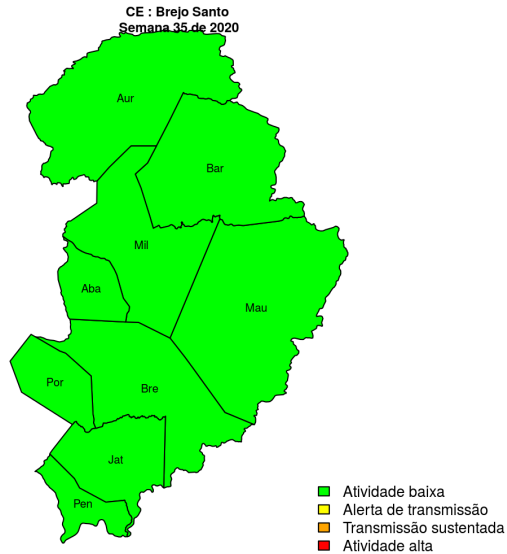 CE : Brejo Santo
Semana 35 de 2020
Aur
Bar
Mil
Aba
Mau
Por
Bre
Jat
Pen
Atividade baixa
Alerta de transmissão
Transmissão sustentada
Atividade alta